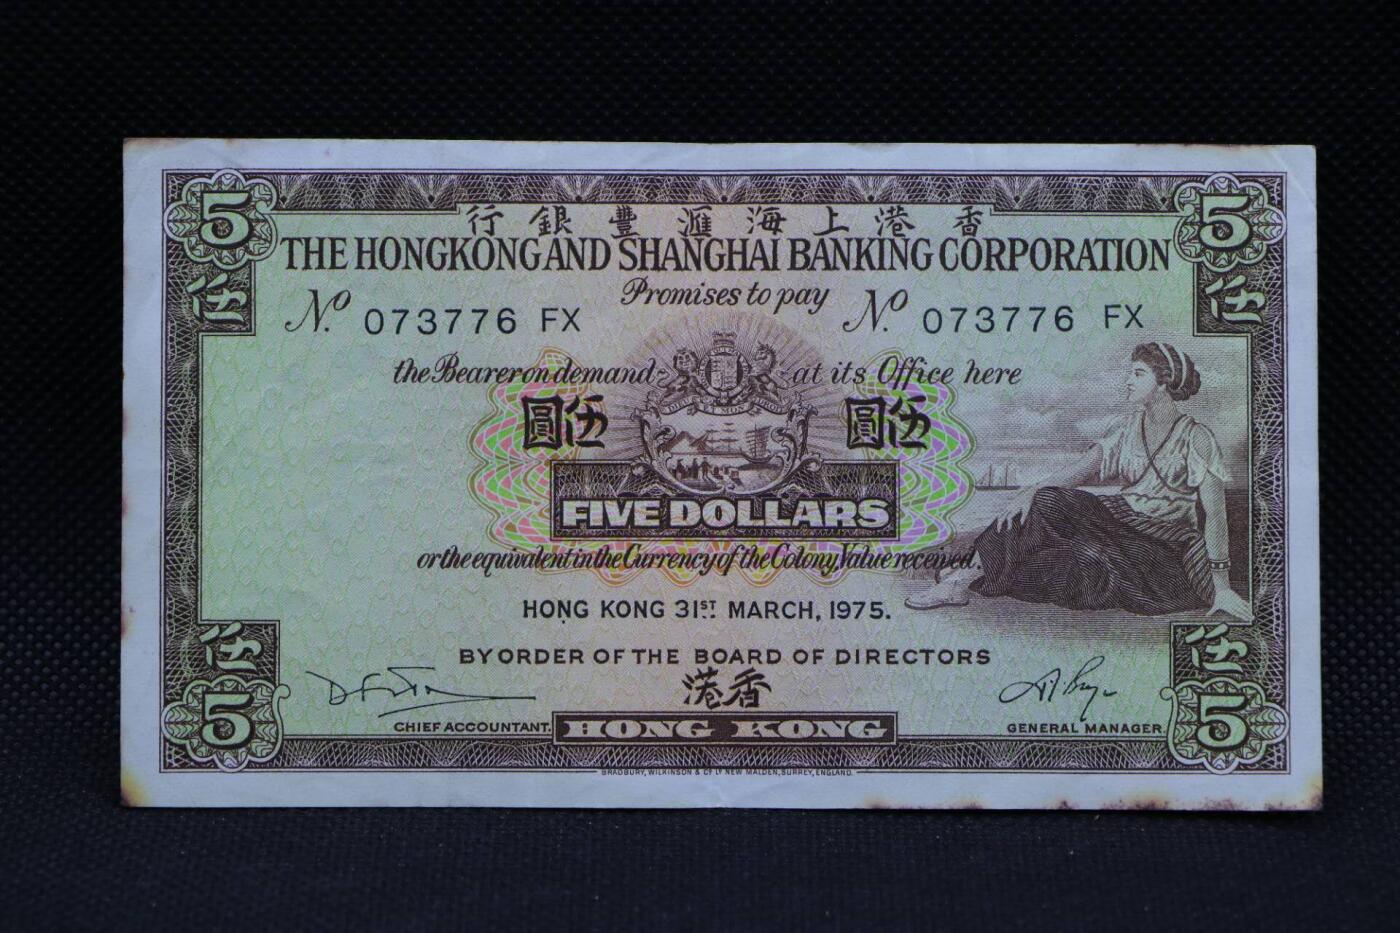 5
5
行銀豐滙海上港香
THE HONGKONG AND SHANGHAI BANKING CORPORATION
伍
伍
Promises to pay
No 073776 FX
No 073776 FX
the Bearer on demand
at its Office here
圓伍
圓伍
FIVE DOLLARS
or the equivalent in the Currency of the Colony, Value received.
HONG KONG 31ST MARCH, 1975.
BY ORDER OF THE BOARD OF DIRECTORS
伍
伍
港香
5
5
CHIEF ACCOUNTANT.
HONG KONG
GENERAL MANAGER
BRADBURY, WILKINSON & Co Ld NEW MALDEN, SURREY, ENGLAND.